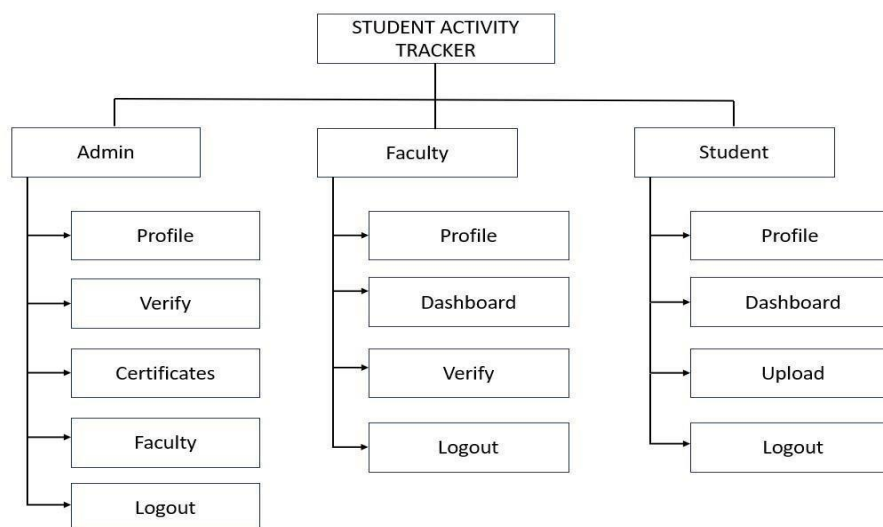 STUDENT ACTIVITY
TRACKER
Admin
Faculty
Student
Profile
Verify
Certificates
Faculty
Logout
Profile
Dashboard
Verify
Logout
Profile
Dashboard
Upload
Logout